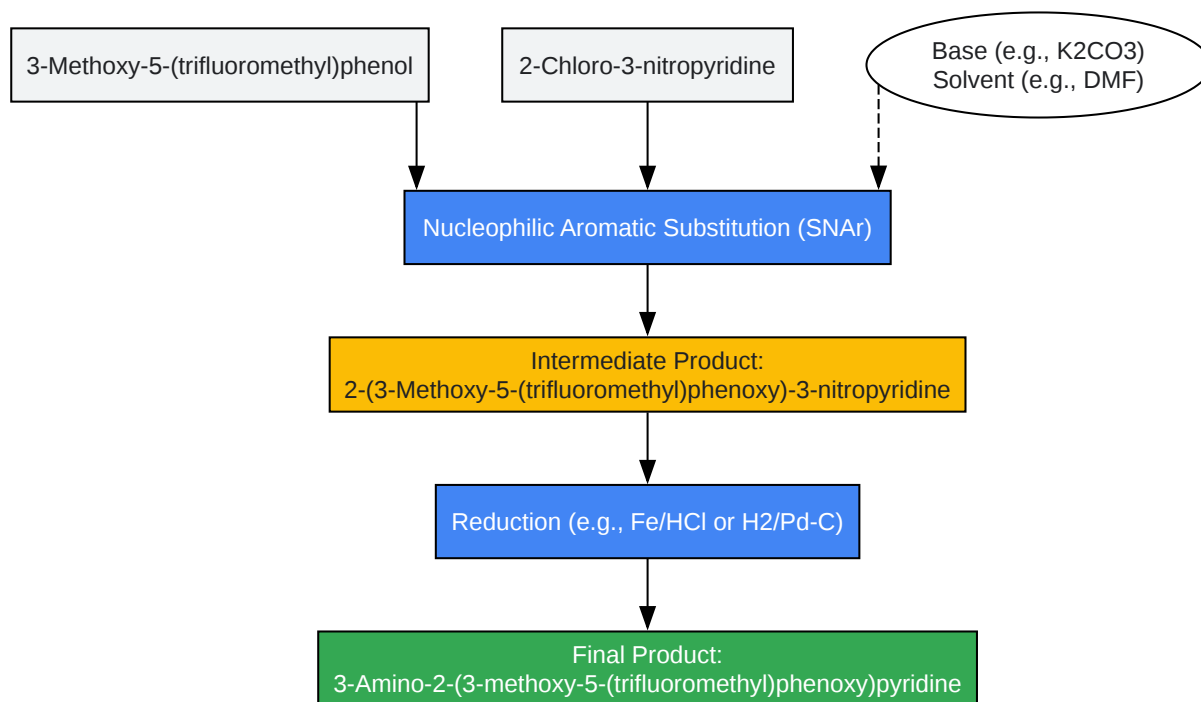 3-Methoxy-5-(trifluoromethyl)phenol
2-Chloro-3-nitropyridine
Base (e.g., K2CO3)
Solvent (e.g., DMF)
Nucleophilic Aromatic Substitution (SNAr)
Intermediate Product:
2-(3-Methoxy-5-(trifluoromethyl)phenoxy)-3-nitropyridine
Reduction (e.g., Fe/HCl or H2/Pd-C)
Final Product:
3-Amino-2-(3-methoxy-5-(trifluoromethyl)phenoxy)pyridine